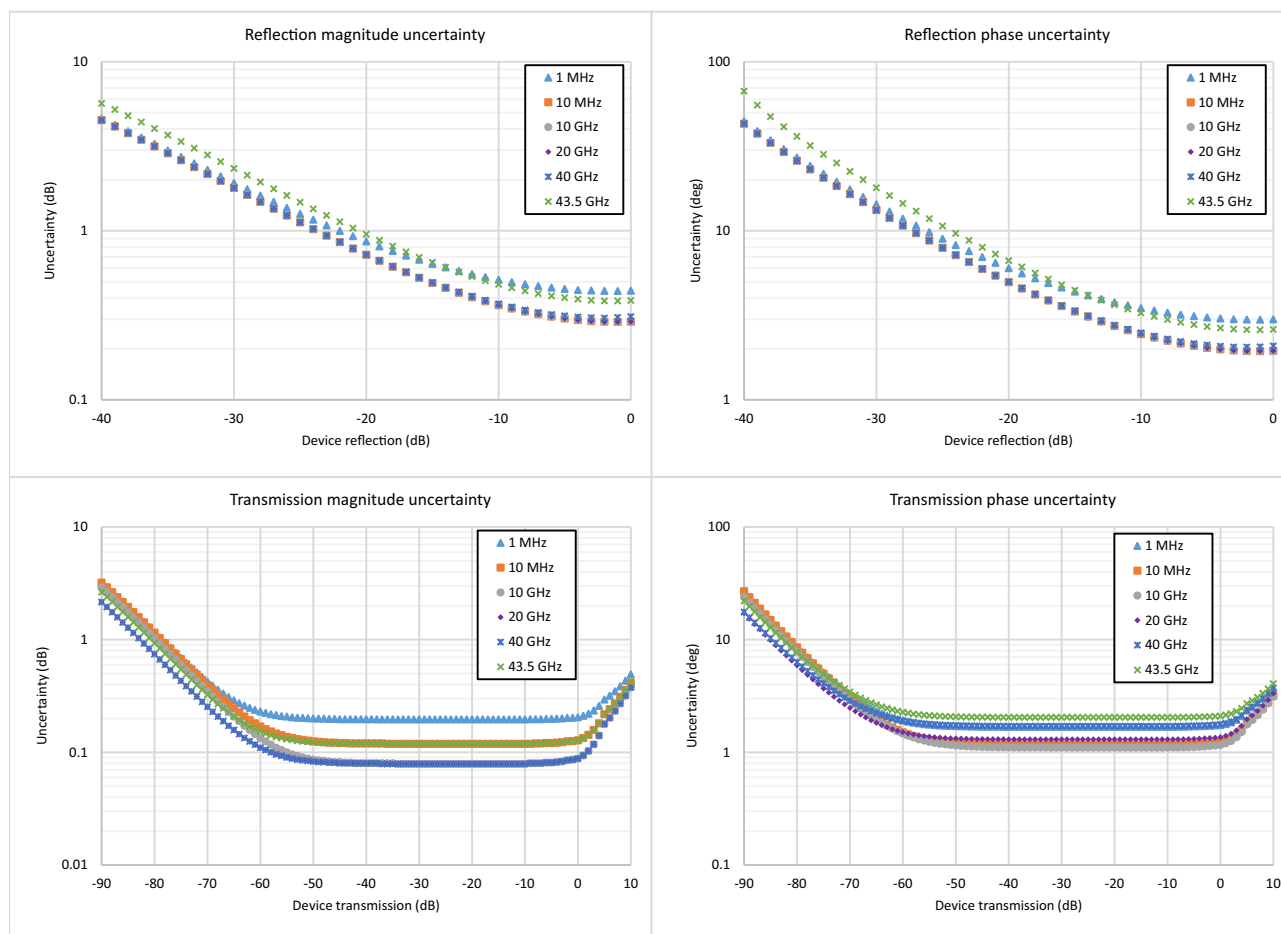 Reflection magnitude uncertainty
10
1
0.1
Uncertainty (dB)
1 MHz
10 MHz
10 GHz
20 GHz
40 GHz
43.5 GHz
-40
-30
-20
-10
0
Device reflection (dB)
Reflection phase uncertainty
100
10
1
Uncertainty (deg)
1 MHz
10 MHz
10 GHz
20 GHz
40 GHz
43.5 GHz
-40
-30
-20
-10
0
Device reflection (dB)
Transmission magnitude uncertainty
10
1
0.1
0.01
Uncertainty (dB)
1 MHz
10 MHz
10 GHz
20 GHz
40 GHz
43.5 GHz
-90
-80
-70
-60
-50
-40
-30
-20
-10
0
10
Device transmission (dB)
Transmission phase uncertainty
100
10
1
0.1
Uncertainty (deg)
1 MHz
10 MHz
10 GHz
20 GHz
40 GHz
43.5 GHz
-90
-80
-70
-60
-50
-40
-30
-20
-10
0
10
Device transmission (dB)